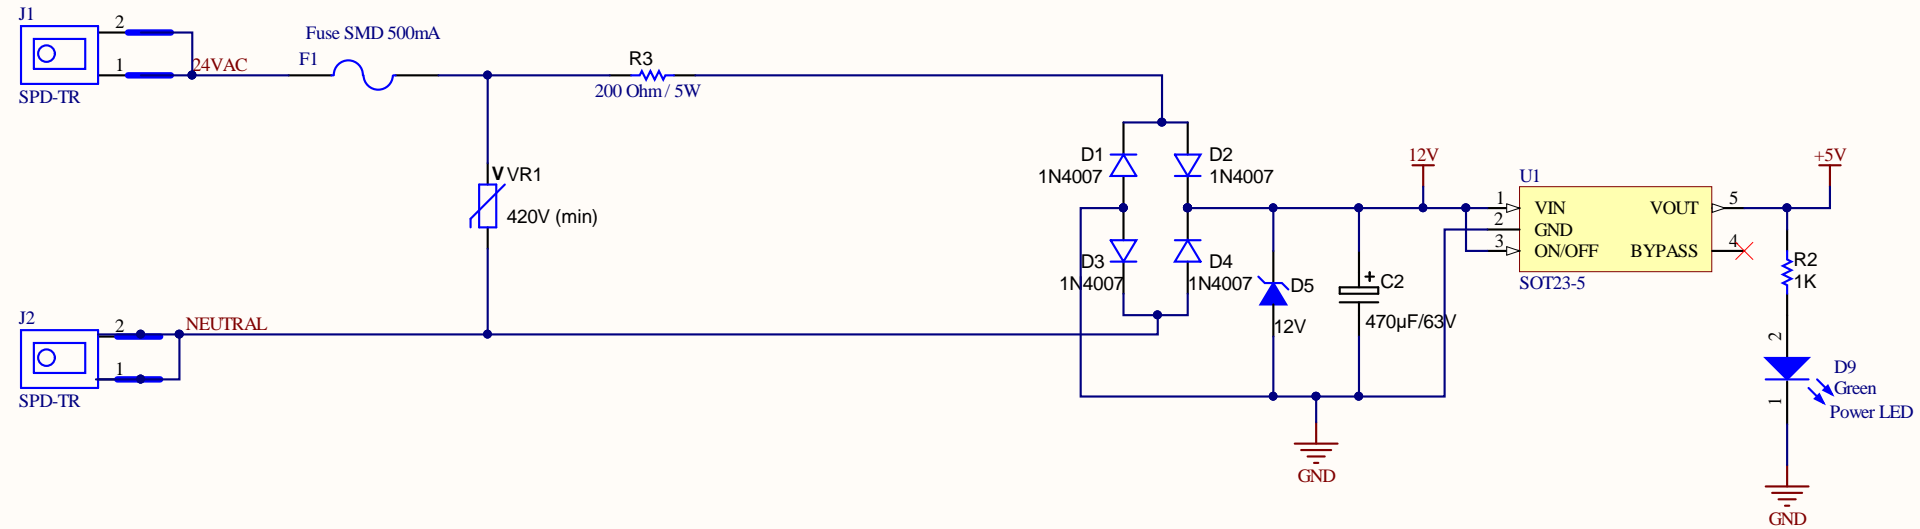 J1
2
1
SPD-TR
24VAC
Fuse SMD 500mA
F1
R3
200 Ohm / 5W
V VR1
420V (min)
J2
2
1
SPD-TR
NEUTRAL
D1
1N4007
D2
1N4007
D3
1N4007
D4
1N4007
D5
12V
+ C2
470µF/63V
GND
12V
U1
1 VIN
2 GND
3 ON/OFF
VOUT 5
BYPASS 4
SOT23-5
+5V
R2
1K
2
1
D9
Green
Power LED
GND